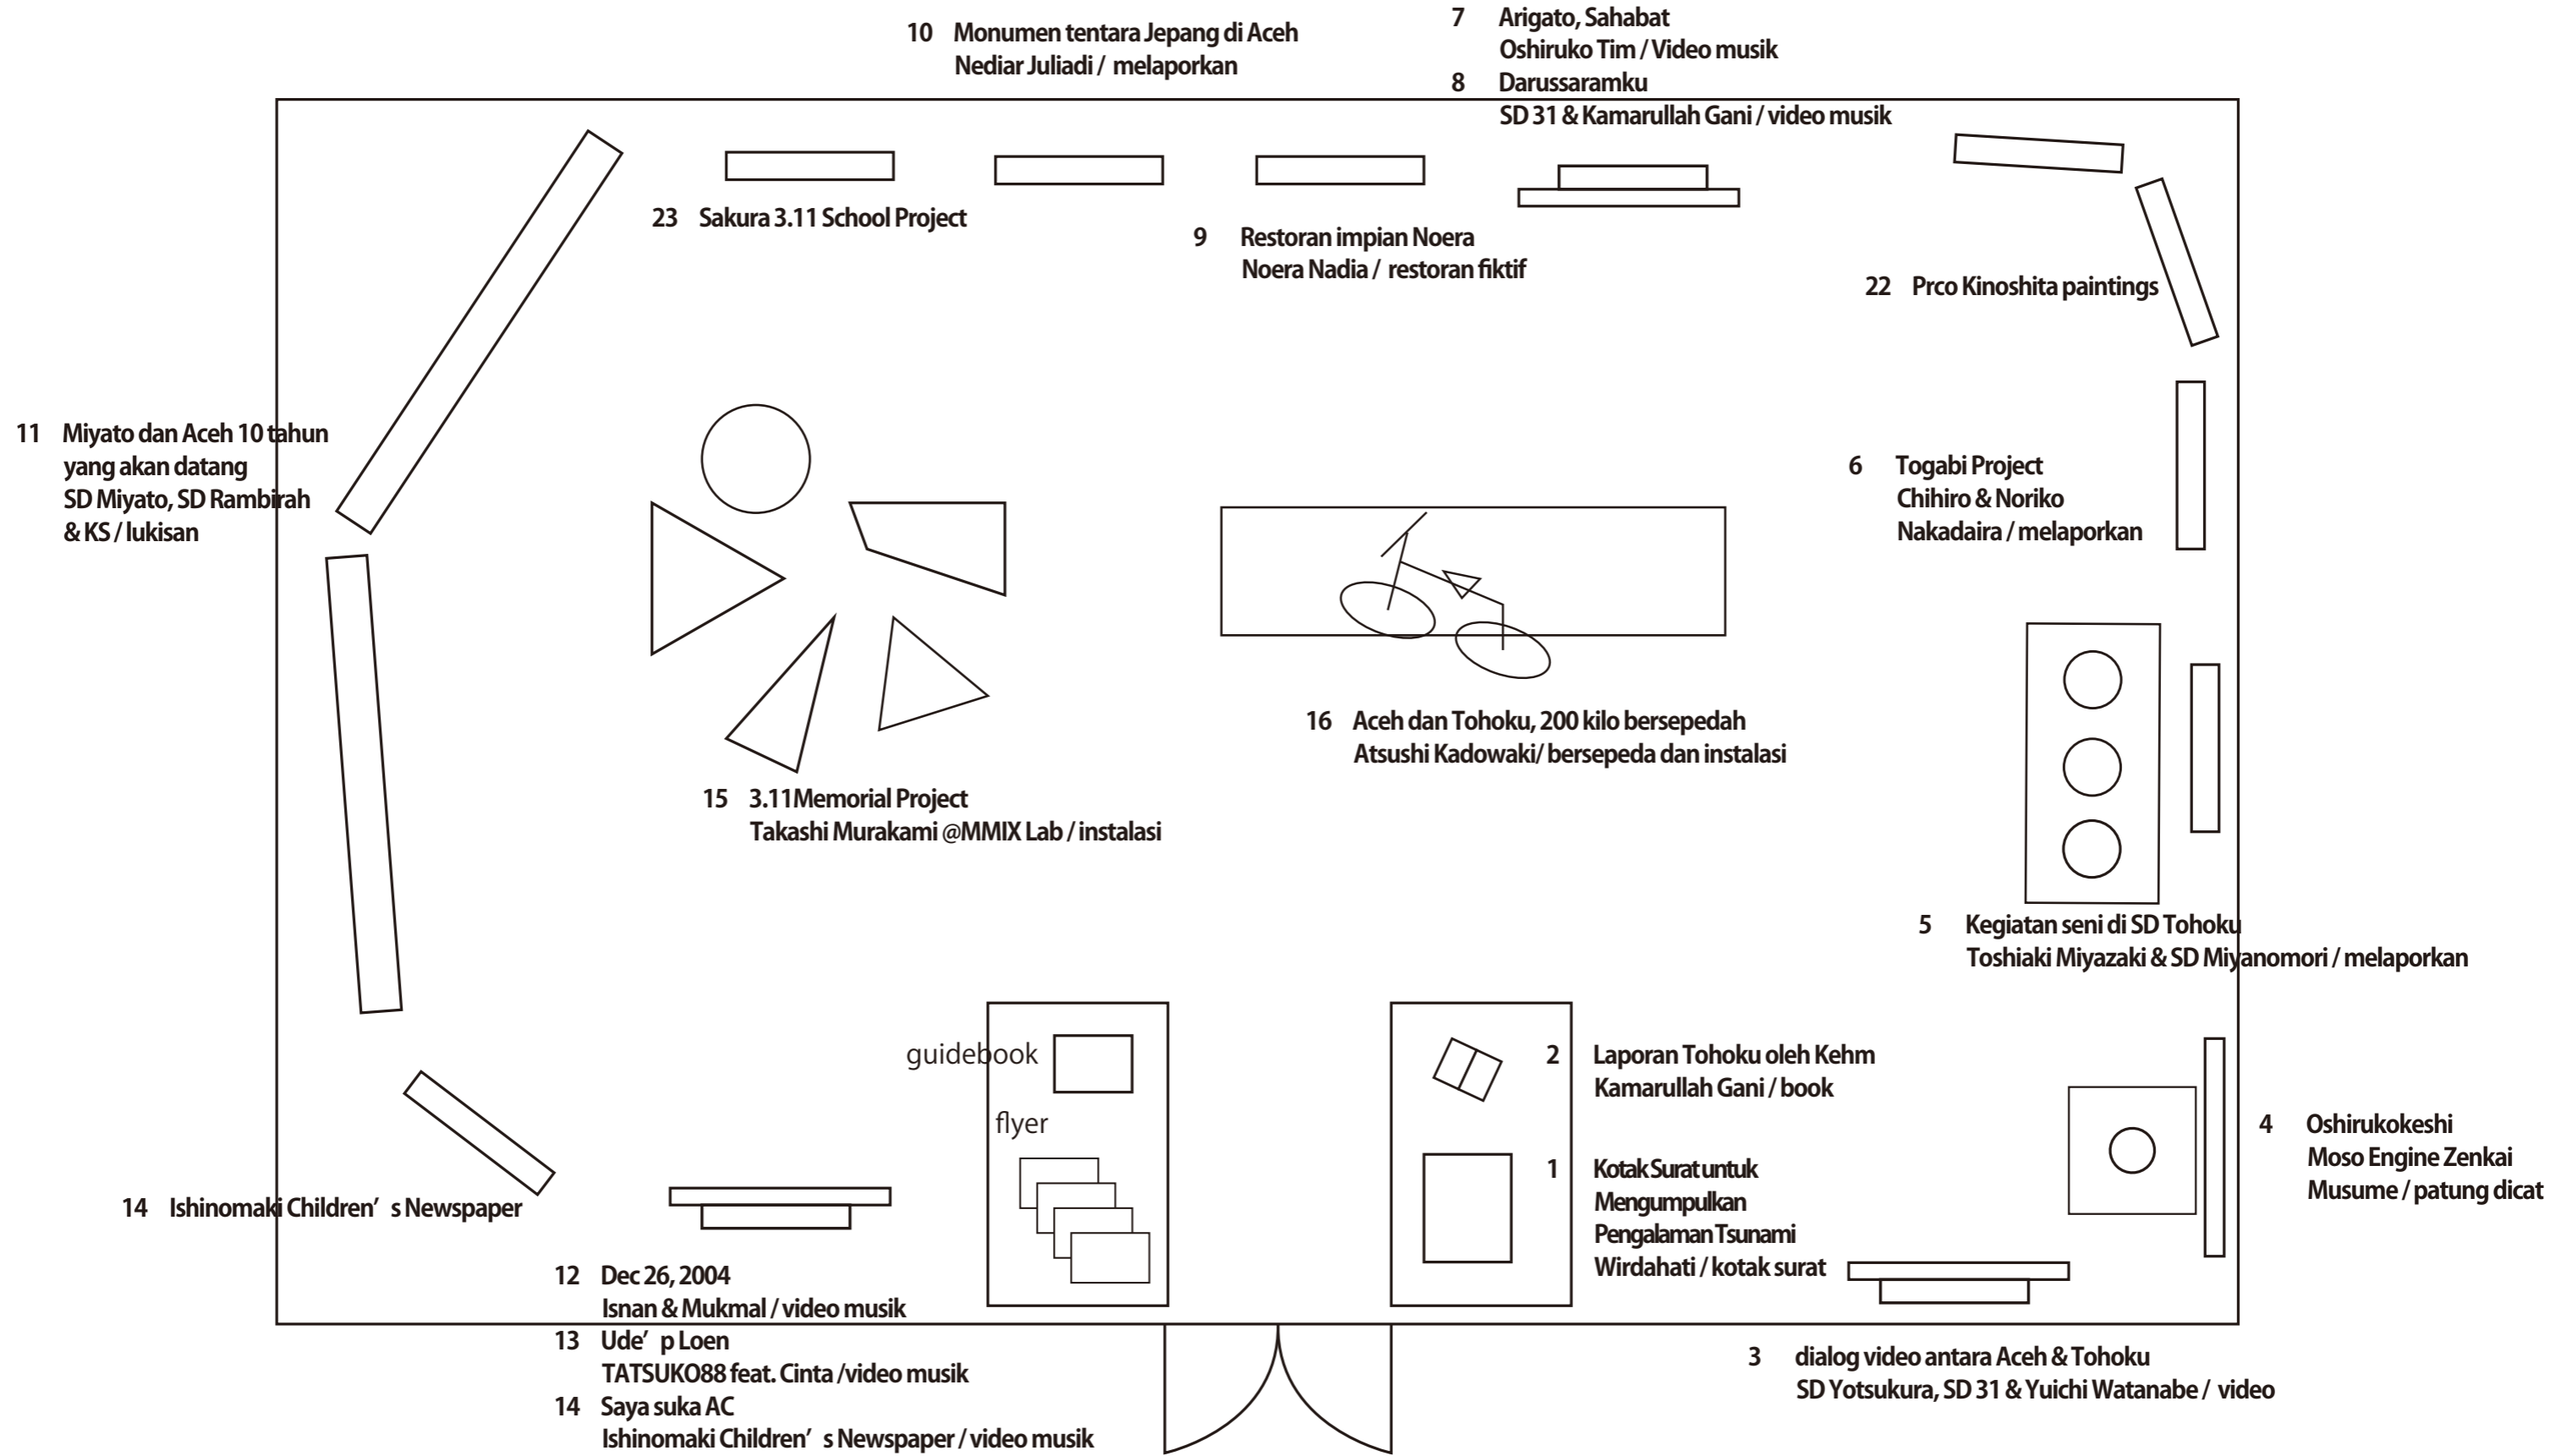 10 Monumen tentara Jepang di Aceh
Nediar Juliadi / melaporkan
7 Arigato, Sahabat
Oshiruko Tim / Video musik
8 Darussaramku
SD 31 & Kamarullah Gani / video musik
23 Sakura 3.11 School Project
9 Restoran impian Noera
Noera Nadia / restoran fiktif
22 Prco Kinoshita paintings
11 Miyato dan Aceh 10 tahun
yang akan datang
SD Miyato, SD Rambirah
& KS / lukisan
6 Togabi Project
Chihiro & Noriko
Nakadaira / melaporkan
16 Aceh dan Tohoku, 200 kilo bersepedah
Atsushi Kadowaki/ bersepeda dan instalasi
15 3.11Memorial Project
Takashi Murakami @MMIX Lab / instalasi
5 Kegiatan seni di SD Tohoku
Toshiaki Miyazaki & SD Miyanomori / melaporkan
guidebook
flyer
2 Laporan Tohoku oleh Kehm
Kamarullah Gani / book
1 Kotak Surat untuk
Mengumpulkan
Pengalaman Tsunami
Wirdahati / kotak surat
4 Oshirukokeshi
Moso Engine Zenkai
Musume / patung dicat
14 Ishinomaki Children’s Newspaper
12 Dec 26, 2004
Isnan & Mukmal / video musik
13 Ude’p Loen
TATSUKO88 feat. Cinta /video musik
14 Saya suka AC
Ishinomaki Children’s Newspaper / video musik
3 dialog video antara Aceh & Tohoku
SD Yotsukura, SD 31 & Yuichi Watanabe / video